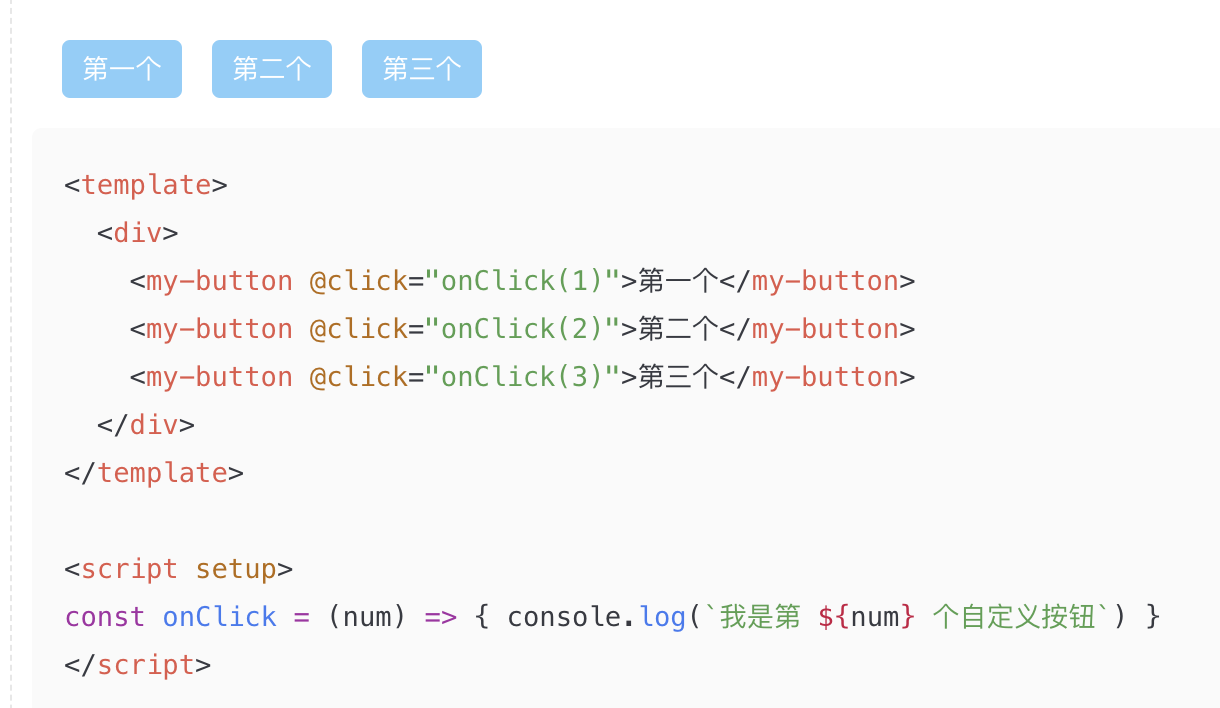 第一个 第二个 第三个
<template>
  <div>
    <my-button @click="onClick(1)">第一个</my-button>
    <my-button @click="onClick(2)">第二个</my-button>
    <my-button @click="onClick(3)">第三个</my-button>
  </div>
</template>

<script setup>
const onClick = (num) => { console.log(`我是第 ${num} 个自定义按钮`) }
</script>